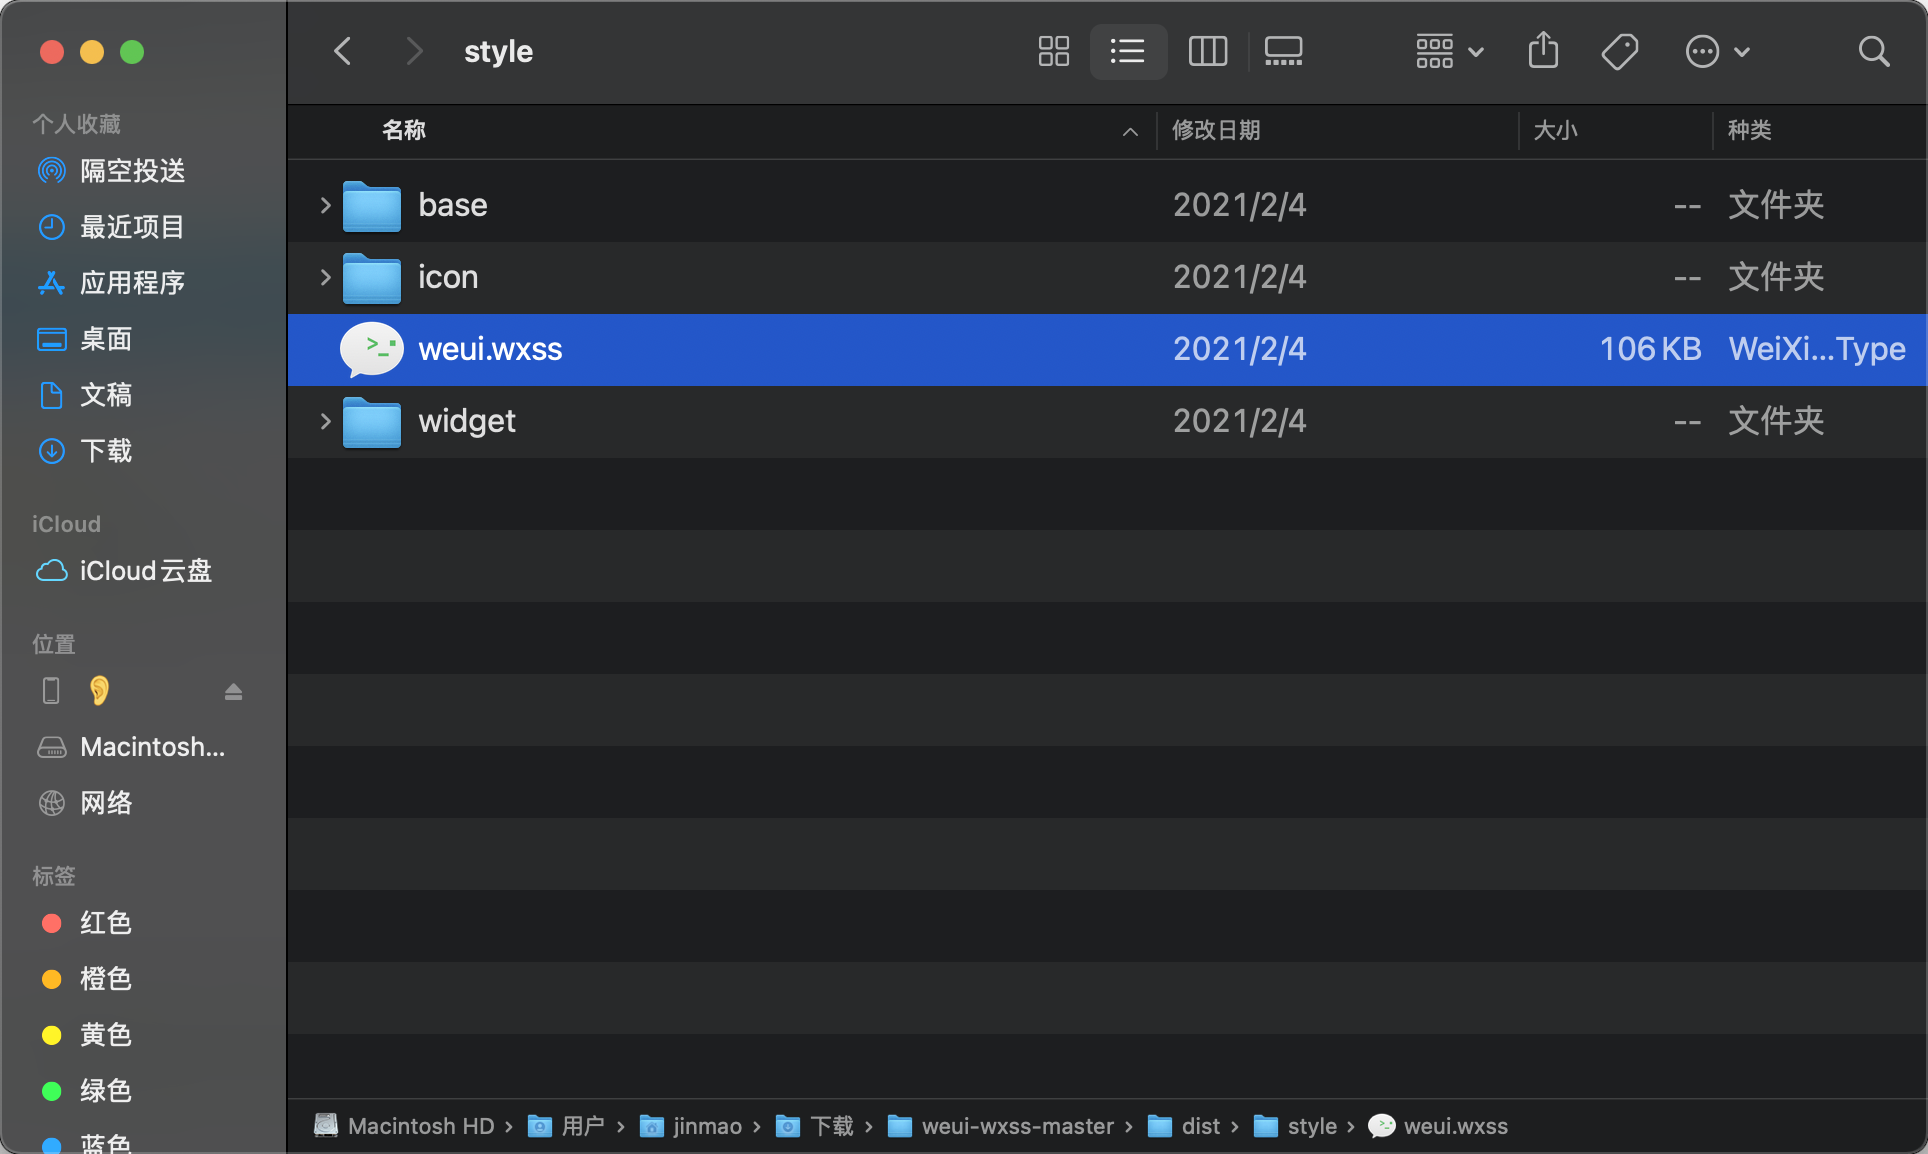 style
个人收藏
隔空投送
最近项目
应用程序
桌面
文稿
下载
iCloud
iCloud云盘
位置
👂
Macintosh...
网络
标签
红色
橙色
黄色
绿色
蓝色
名称 修改日期 大小 种类
base 2021/2/4 -- 文件夹
icon 2021/2/4 -- 文件夹
weui.wxss 2021/2/4 106 KB WeiXi...Type
widget 2021/2/4 -- 文件夹
Macintosh HD › 用户 › jinmao › 下载 › weui-wxss-master › dist › style › weui.wxss